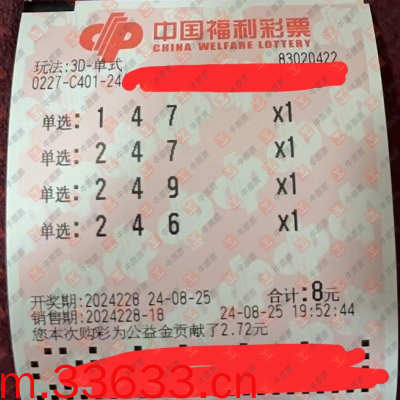 中国福利彩票
CHINA WELFARE LOTTERY
玩法:3D-单式 83020422
0227-C401-24
单选: 1 4 7 x1
单选: 2 4 7 x1
单选: 2 4 9 x1
单选: 2 4 6 x1
开奖期:2024228 24-08-25 合计:8元
销售期:2024228-18 24-08-25 19:52:44
您本次购彩为公益金贡献了2.72元
m.33633.cn